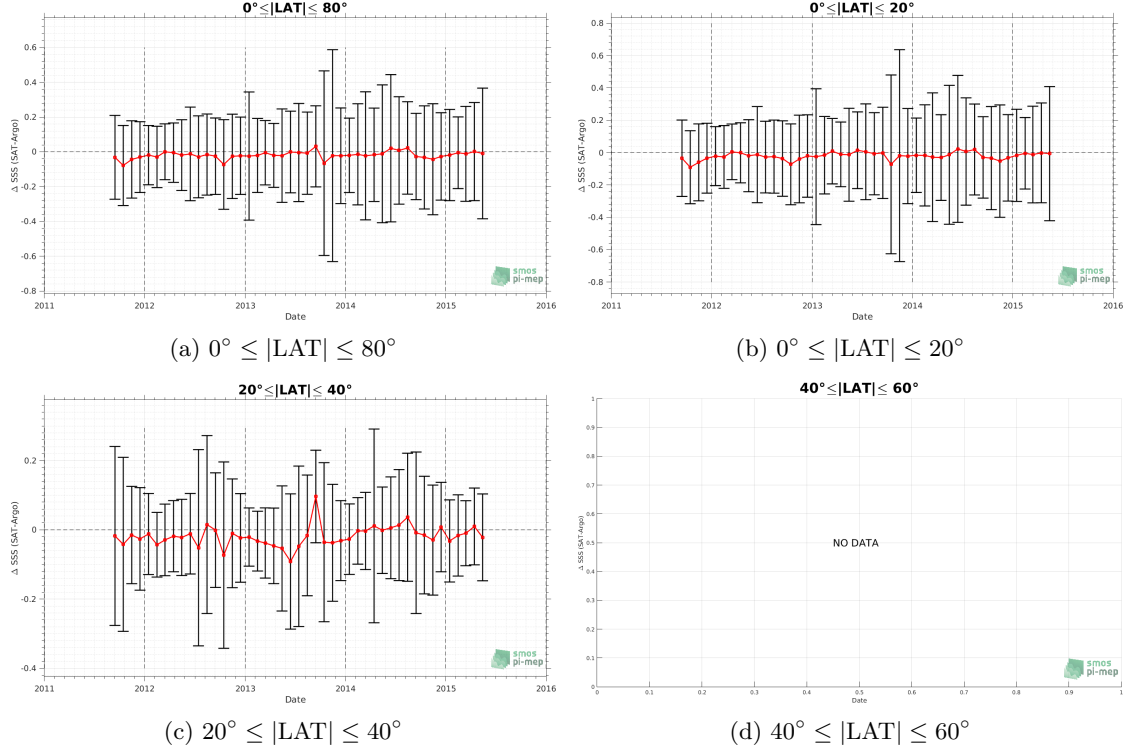 0°≤|LAT|≤ 80°
Δ SSS (SAT-Argo)
0.6
0.4
0.2
0
-0.2
-0.4
-0.6
-0.8
2011 2012 2013 2014 2015 2016
Date
smos
pi-mep
(a) 0° ≤ |LAT| ≤ 80°
0°≤|LAT|≤ 20°
Δ SSS (SAT-Argo)
0.8
0.6
0.4
0.2
0
-0.2
-0.4
-0.6
-0.8
2011 2012 2013 2014 2015 2016
Date
smos
pi-mep
(b) 0° ≤ |LAT| ≤ 20°
20°≤|LAT|≤ 40°
Δ SSS (SAT-Argo)
0.2
0
-0.2
-0.4
2011 2012 2013 2014 2015 2016
Date
smos
pi-mep
(c) 20° ≤ |LAT| ≤ 40°
40°≤|LAT|≤ 60°
Δ SSS (SAT-Argo)
1
0.9
0.8
0.7
0.6
0.5
0.4
0.3
0.2
0.1
0
NO DATA
0 0.1 0.2 0.3 0.4 0.5 0.6 0.7 0.8 0.9 1
Date
smos
pi-mep
(d) 40° ≤ |LAT| ≤ 60°